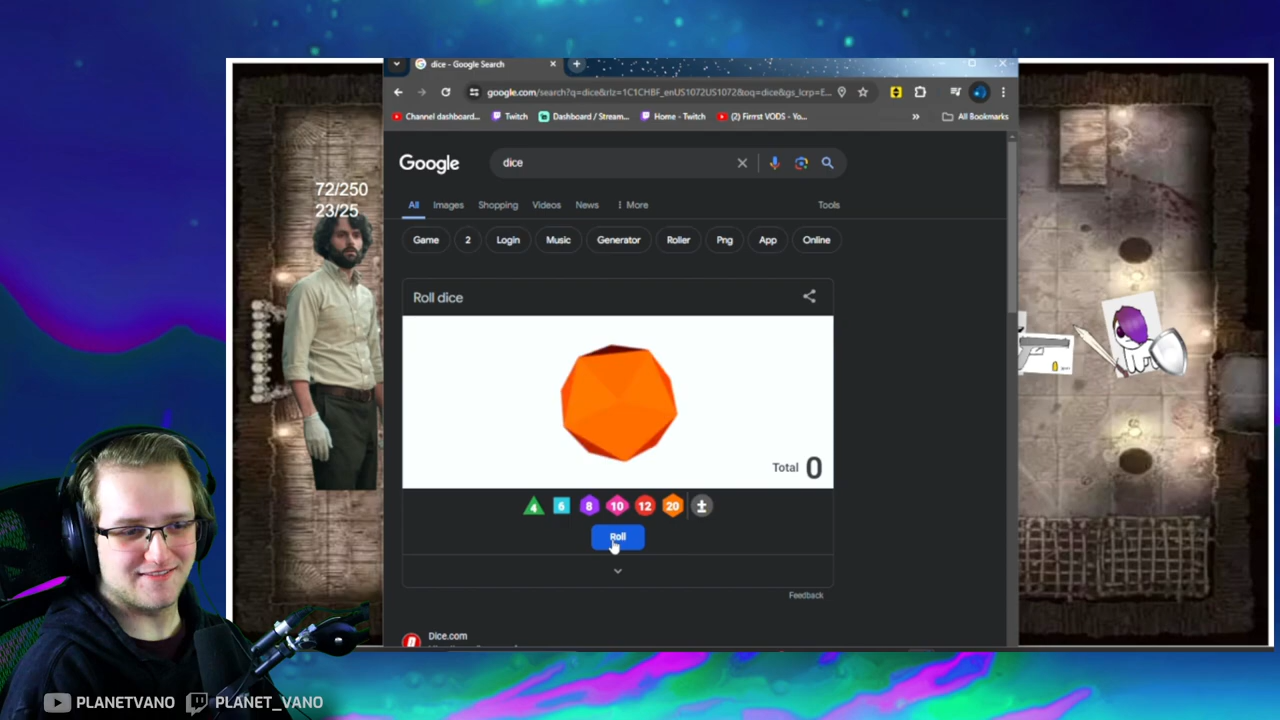 dice - Google Search
google.com/search?q=dice&rlz=1C1CHBF_enUS1072US1072&oq=dice&gs_lcrp=E...
Channel dashboard...
Twitch
Dashboard / Stream...
Home - Twitch
(2) Firrrst VODS - Yo...
»
All Bookmarks
Google
dice
72/250
23/25
All
Images
Shopping
Videos
News
More
Tools
Game
2
Login
Music
Generator
Roller
Png
App
Online
Roll dice
Total 0
4 6 8 10 12 20 ±
Roll
Feedback
Dice.com
PLANETVANO PLANET_VANO